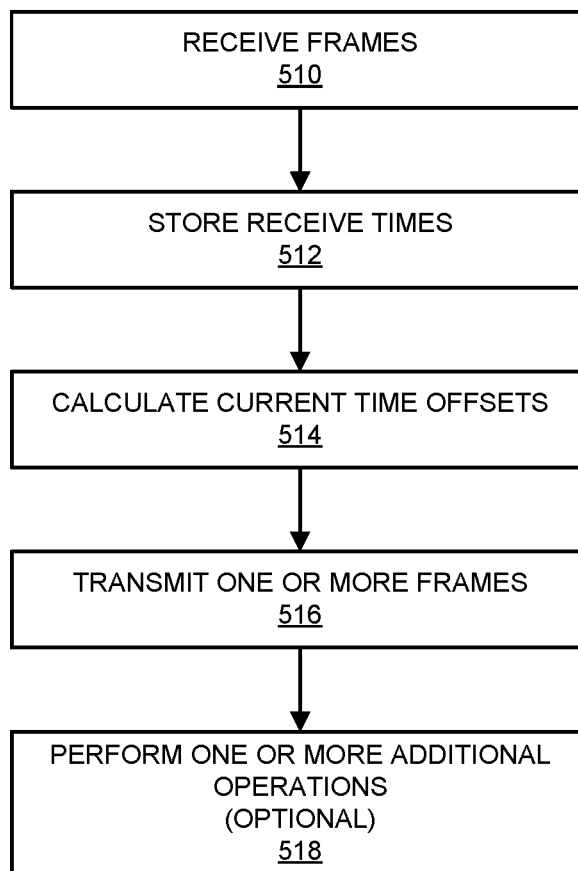 RECEIVE FRAMES
510
STORE RECEIVE TIMES
512
CALCULATE CURRENT TIME OFFSETS
514
TRANSMIT ONE OR MORE FRAMES
516
PERFORM ONE OR MORE ADDITIONAL
OPERATIONS
(OPTIONAL)
518